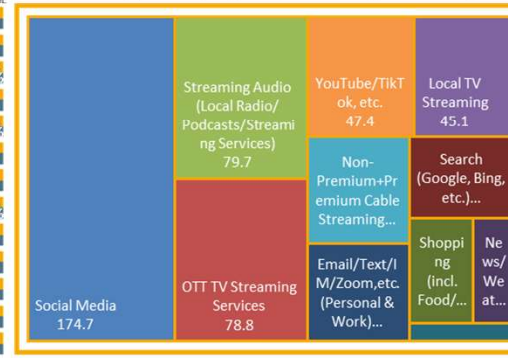 Social Media
174.7
Streaming Audio
(Local Radio/
Podcasts/Streami
ng Services)
79.7
OTT TV Streaming
Services
78.8
YouTube/TikT
ok, etc.
47.4
Non-
Premium+Pr
emium Cable
Streaming...
Email/Text/I
M/Zoom,etc.
(Personal &
Work)...
Local TV
Streaming
45.1
Search
(Google, Bing,
etc.)...
Shoppi
ng
(incl.
Food/...
Ne
ws/
We
at...